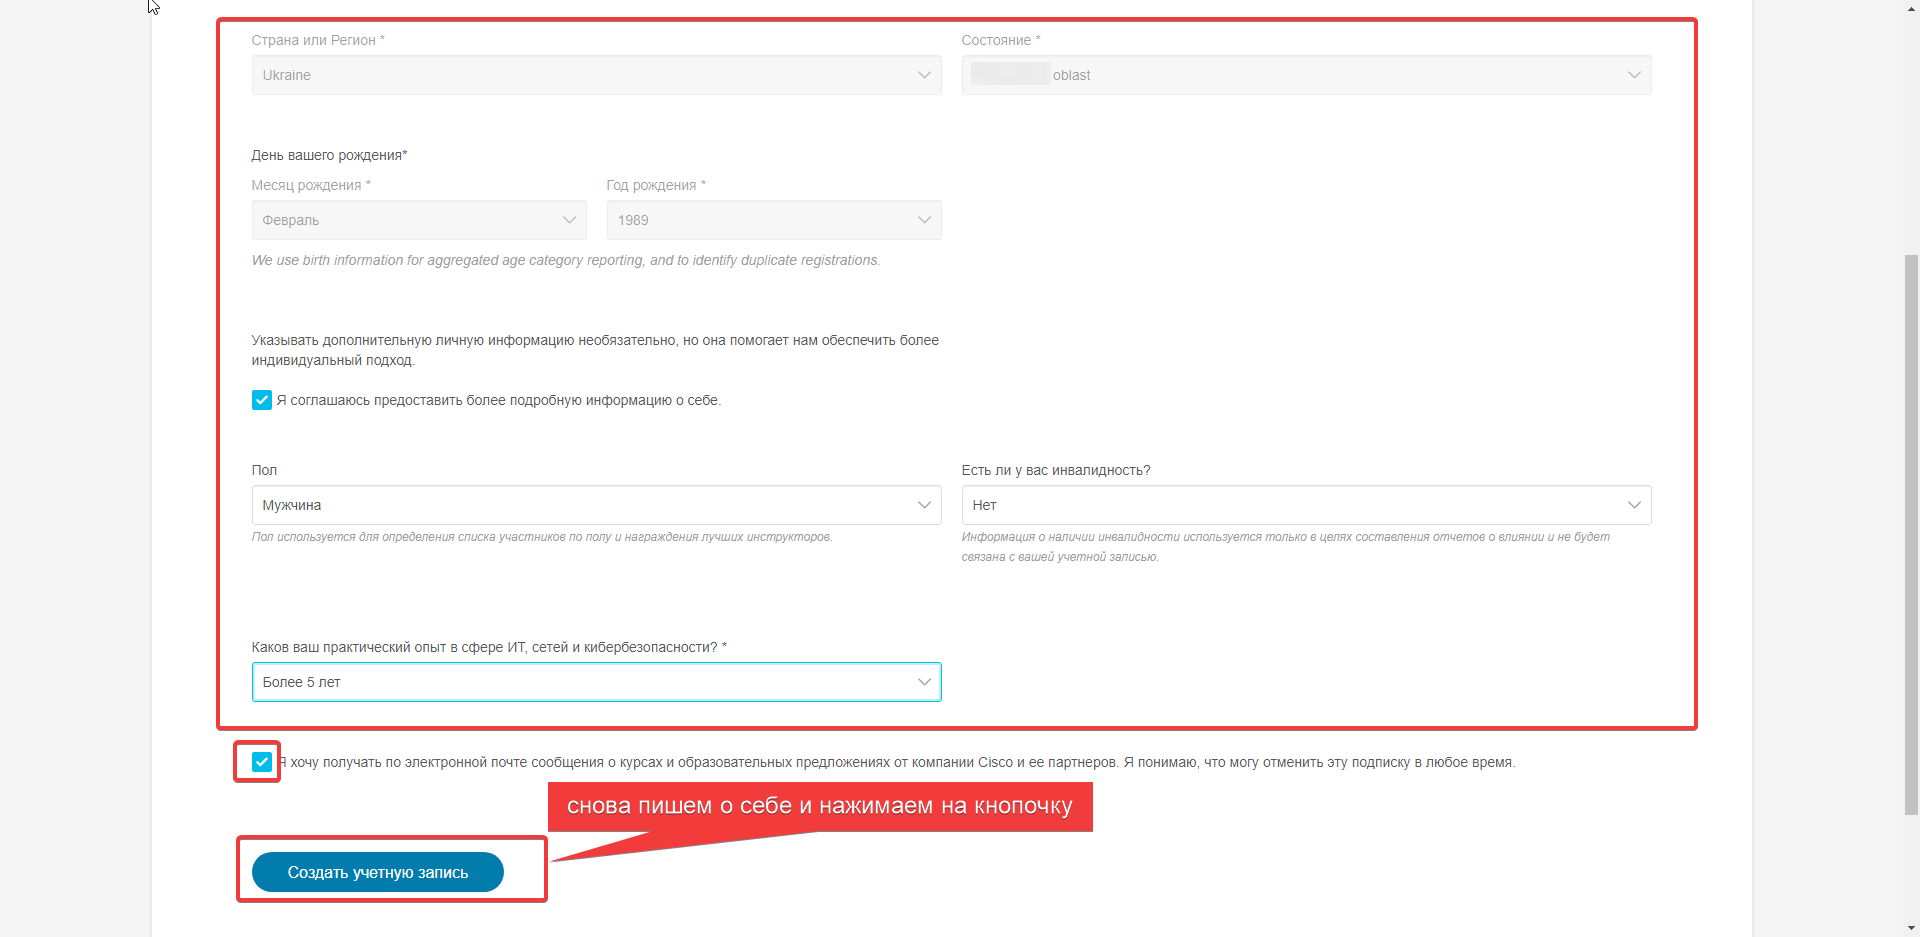 Страна или Регион *
Состояние *
Ukraine
oblast
День вашего рождения*
Месяц рождения *
Год рождения *
Февраль
1989
We use birth information for aggregated age category reporting, and to identify duplicate registrations.
Указывать дополнительную личную информацию необязательно, но она помогает нам обеспечить более
индивидуальный подход.
Я соглашаюсь предоставить более подробную информацию о себе.
Пол
Есть ли у вас инвалидность?
Мужчина
Нет
Пол используется для определения списка участников по полу и награждения лучших инструкторов.
Информация о наличии инвалидности используется только в целях составления отчетов о влиянии и не будет
связана с вашей учетной записью.
Каков ваш практический опыт в сфере ИТ, сетей и кибербезопасности? *
Более 5 лет
Я хочу получать по электронной почте сообщения о курсах и образовательных предложениях от компании Cisco и ее партнеров. Я понимаю, что могу отменить эту подписку в любое время.
снова пишем о себе и нажимаем на кнопочку
Создать учетную запись